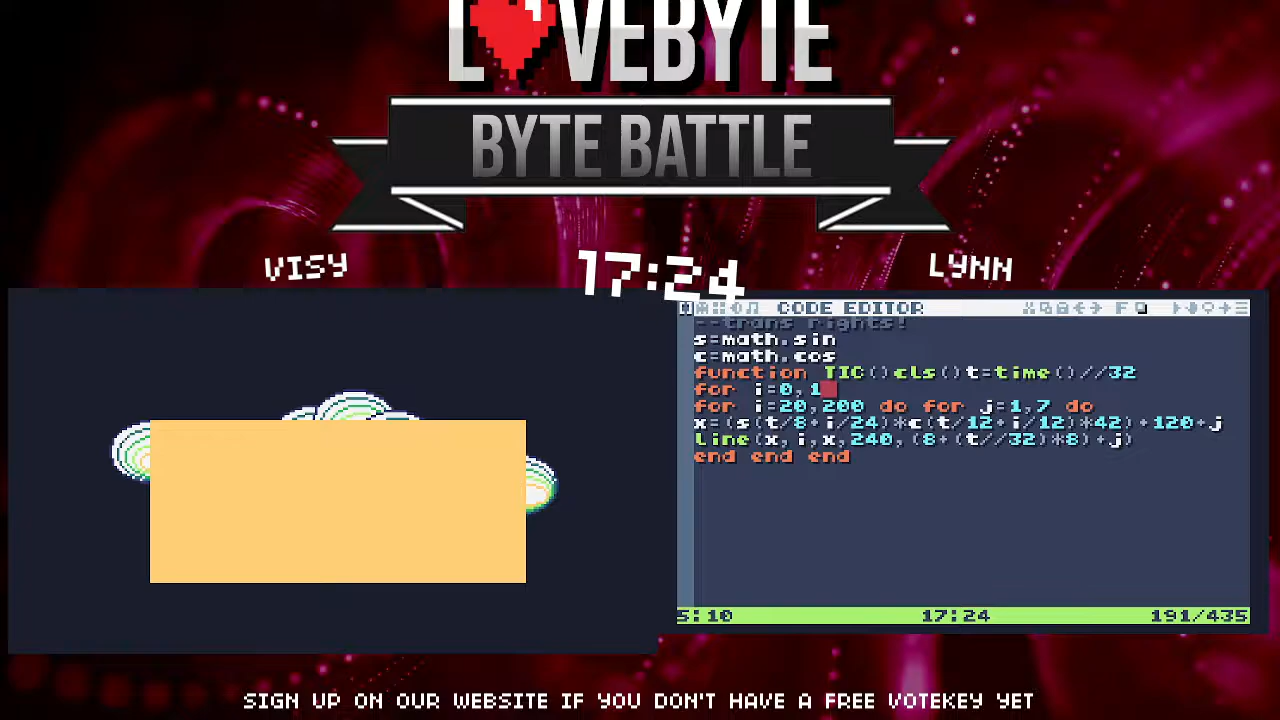 LOVEBYTE
BYTE BATTLE
VISY
17:24
LYNN
CODE EDITOR
--trans rights!
s=math.sin
c=math.cos
function TIC()cls()t=time()//32
for i=0,1
for i=20,200 do for j=1,7 do
x=(s(t/8+i/24)*c(t/12+i/12)*42)+120+j
line(x,i,x,240,(8+(t//32)*8)+j)
end end end
5:10 17:24 191/435
SIGN UP ON OUR WEBSITE IF YOU DON'T HAVE A FREE VOTEKEY YET